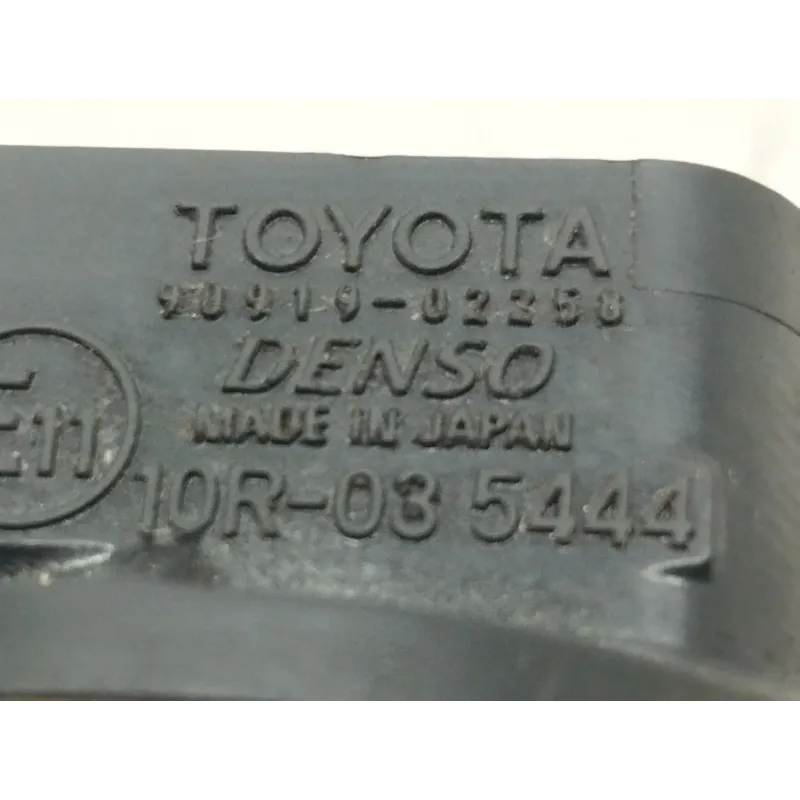 TOYOTA
90919-02258
DENSO
MADE IN JAPAN
E11
10R-03 5444